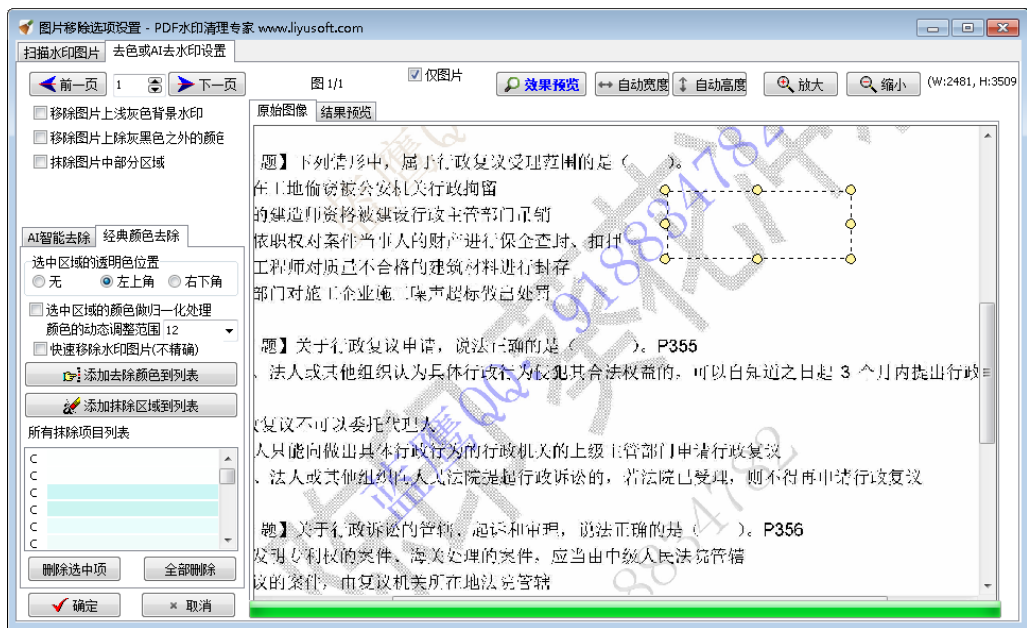 图片移除选项设置 - PDF水印清理专家 www.liyusoft.com
扫描水印图片 去色或AI去水印设置
前一页 1 下一页 图 1/1 仅图片 效果预览 自动宽度 自动高度 放大 缩小 (W:2481, H:3509
移除图片上浅灰色背景水印
移除图片上除灰黑色之外的颜色
抹除图片中部分区域
AI智能去除 经典颜色去除
选中区域的透明色位置
无 左上角 右下角
选中区域的颜色做归一化处理
颜色的动态调整范围 12
快速移除水印图片(不精确)
添加去除颜色到列表
添加抹除区域到列表
所有抹除项目列表
C
C
C
C
C
C
删除选中项 全部删除
确定 取消
原始图像 结果预览
题】下列情形中，属于行政复议受理范围的是（ ）。
在工地偷窃被公安机关行政拘留
的建造师资格被建设行政主管部门吊销
依职权对案件当事人的财产进行保全查封、扣押
工程师对质量不合格的建筑材料进行封存
部门对施工企业施工噪声超标做出处罚
题】关于行政复议申请，说法正确的是（ ）。P355
、法人或其他组织认为具体行政行为侵犯其合法权益的，可以自知道之日起 3 个月内提出行政
复议不可以委托代理人
人只能向做出具体行政行为的行政机关的上级主管部门申请行政复议
、法人或其他组织向人民法院提起行政诉讼的，若法院已受理，则不得再申请行政复议
题】关于行政诉讼的管辖、起诉和审理，说法正确的是（ ）。P356
发明专利权的案件、海关处理的案件，应当由中级人民法院管辖
议的案件，由复议机关所在地法院管辖
蓝鹰QQ：918834782